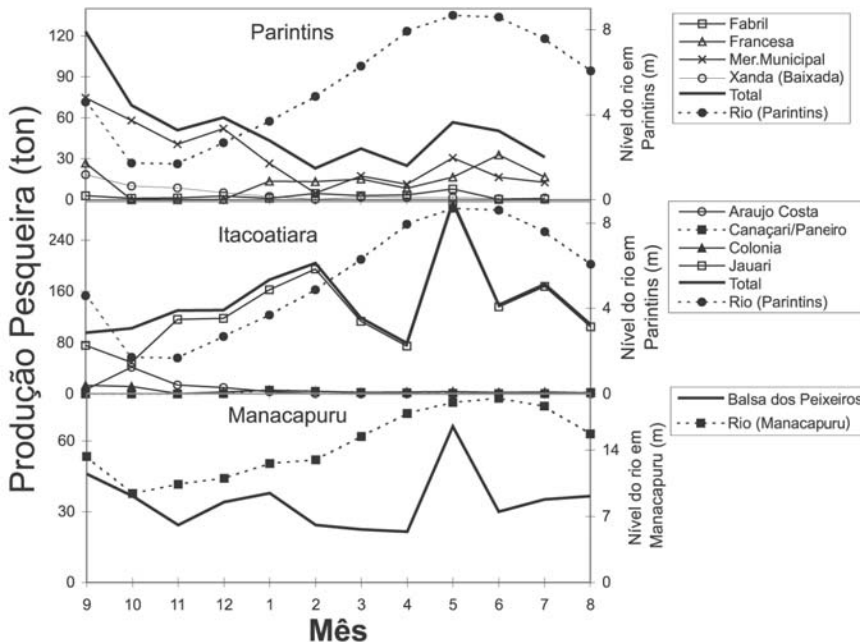 Produção Pesqueira (ton)
Parintins
120
90
60
30
0
8
4
0
Nível do rio em
Parintins (m)
Fabril
Francesa
Mer.Municipal
Xanda (Baixada)
Total
Rio (Parintins)
Itacoatiara
240
160
80
0
8
4
0
Nível do rio em
Parintins (m)
Araujo Costa
Canaçari/Paneiro
Colonia
Jauari
Total
Rio (Parintins)
Manacapuru
60
30
0
14
7
0
Nível do rio em
Manacapuru (m)
Balsa dos Peixeiros
Rio (Manacapuru)
9 10 11 12 1 2 3 4 5 6 7 8
Mês